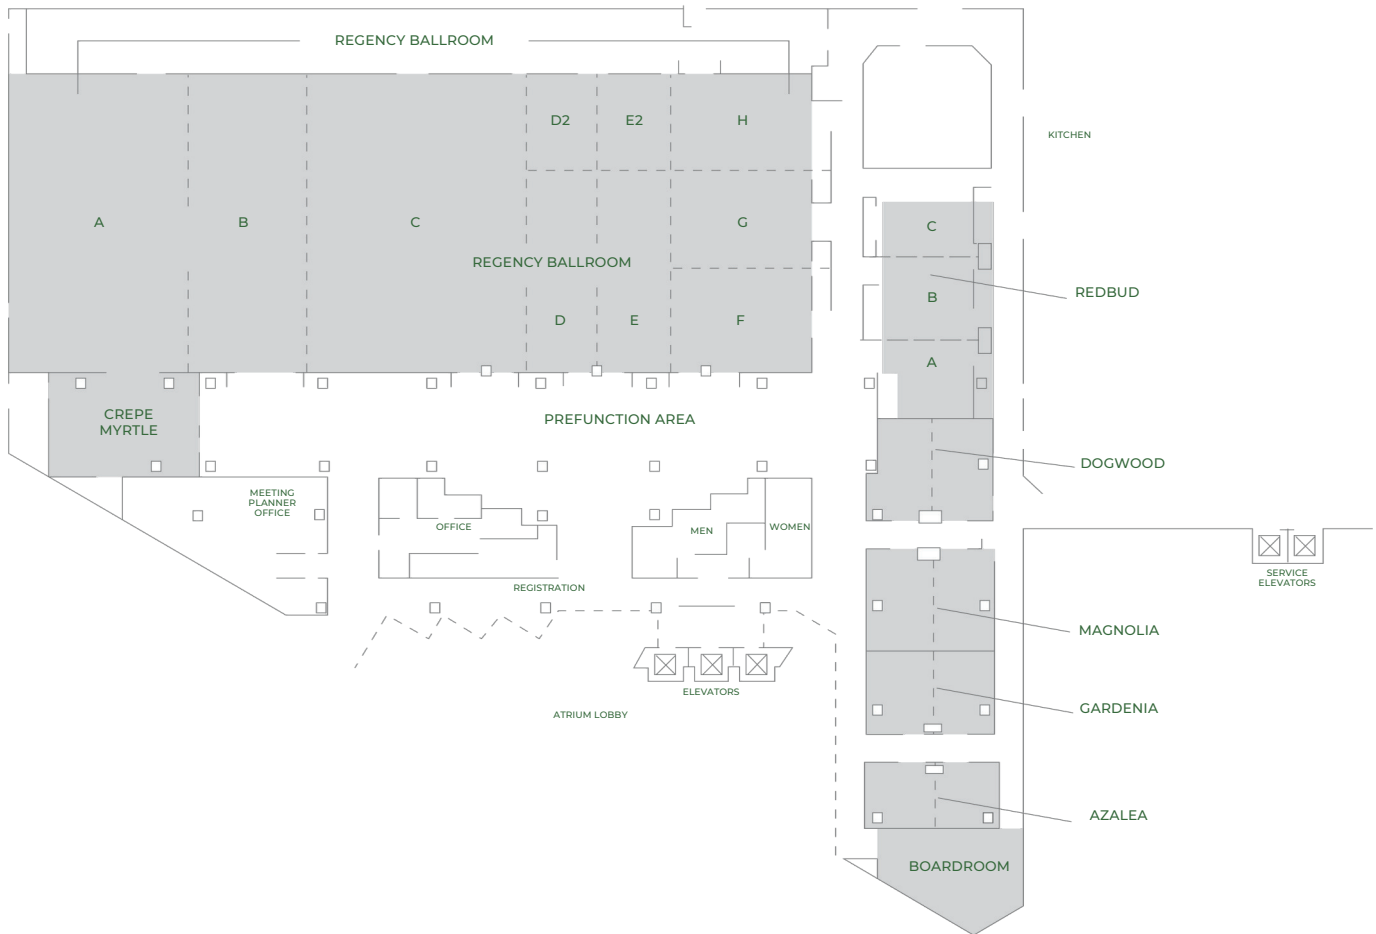 REGENCY BALLROOM
D2
E2
H
KITCHEN
A
B
C
G
C
REGENCY BALLROOM
REDBUD
B
D
E
F
A
CREPE
MYRTLE
PREFUNCTION AREA
DOGWOOD
MEETING
PLANNER
OFFICE
OFFICE
MEN
WOMEN
SERVICE
ELEVATORS
REGISTRATION
MAGNOLIA
ELEVATORS
GARDENIA
ATRIUM LOBBY
AZALEA
BOARDROOM